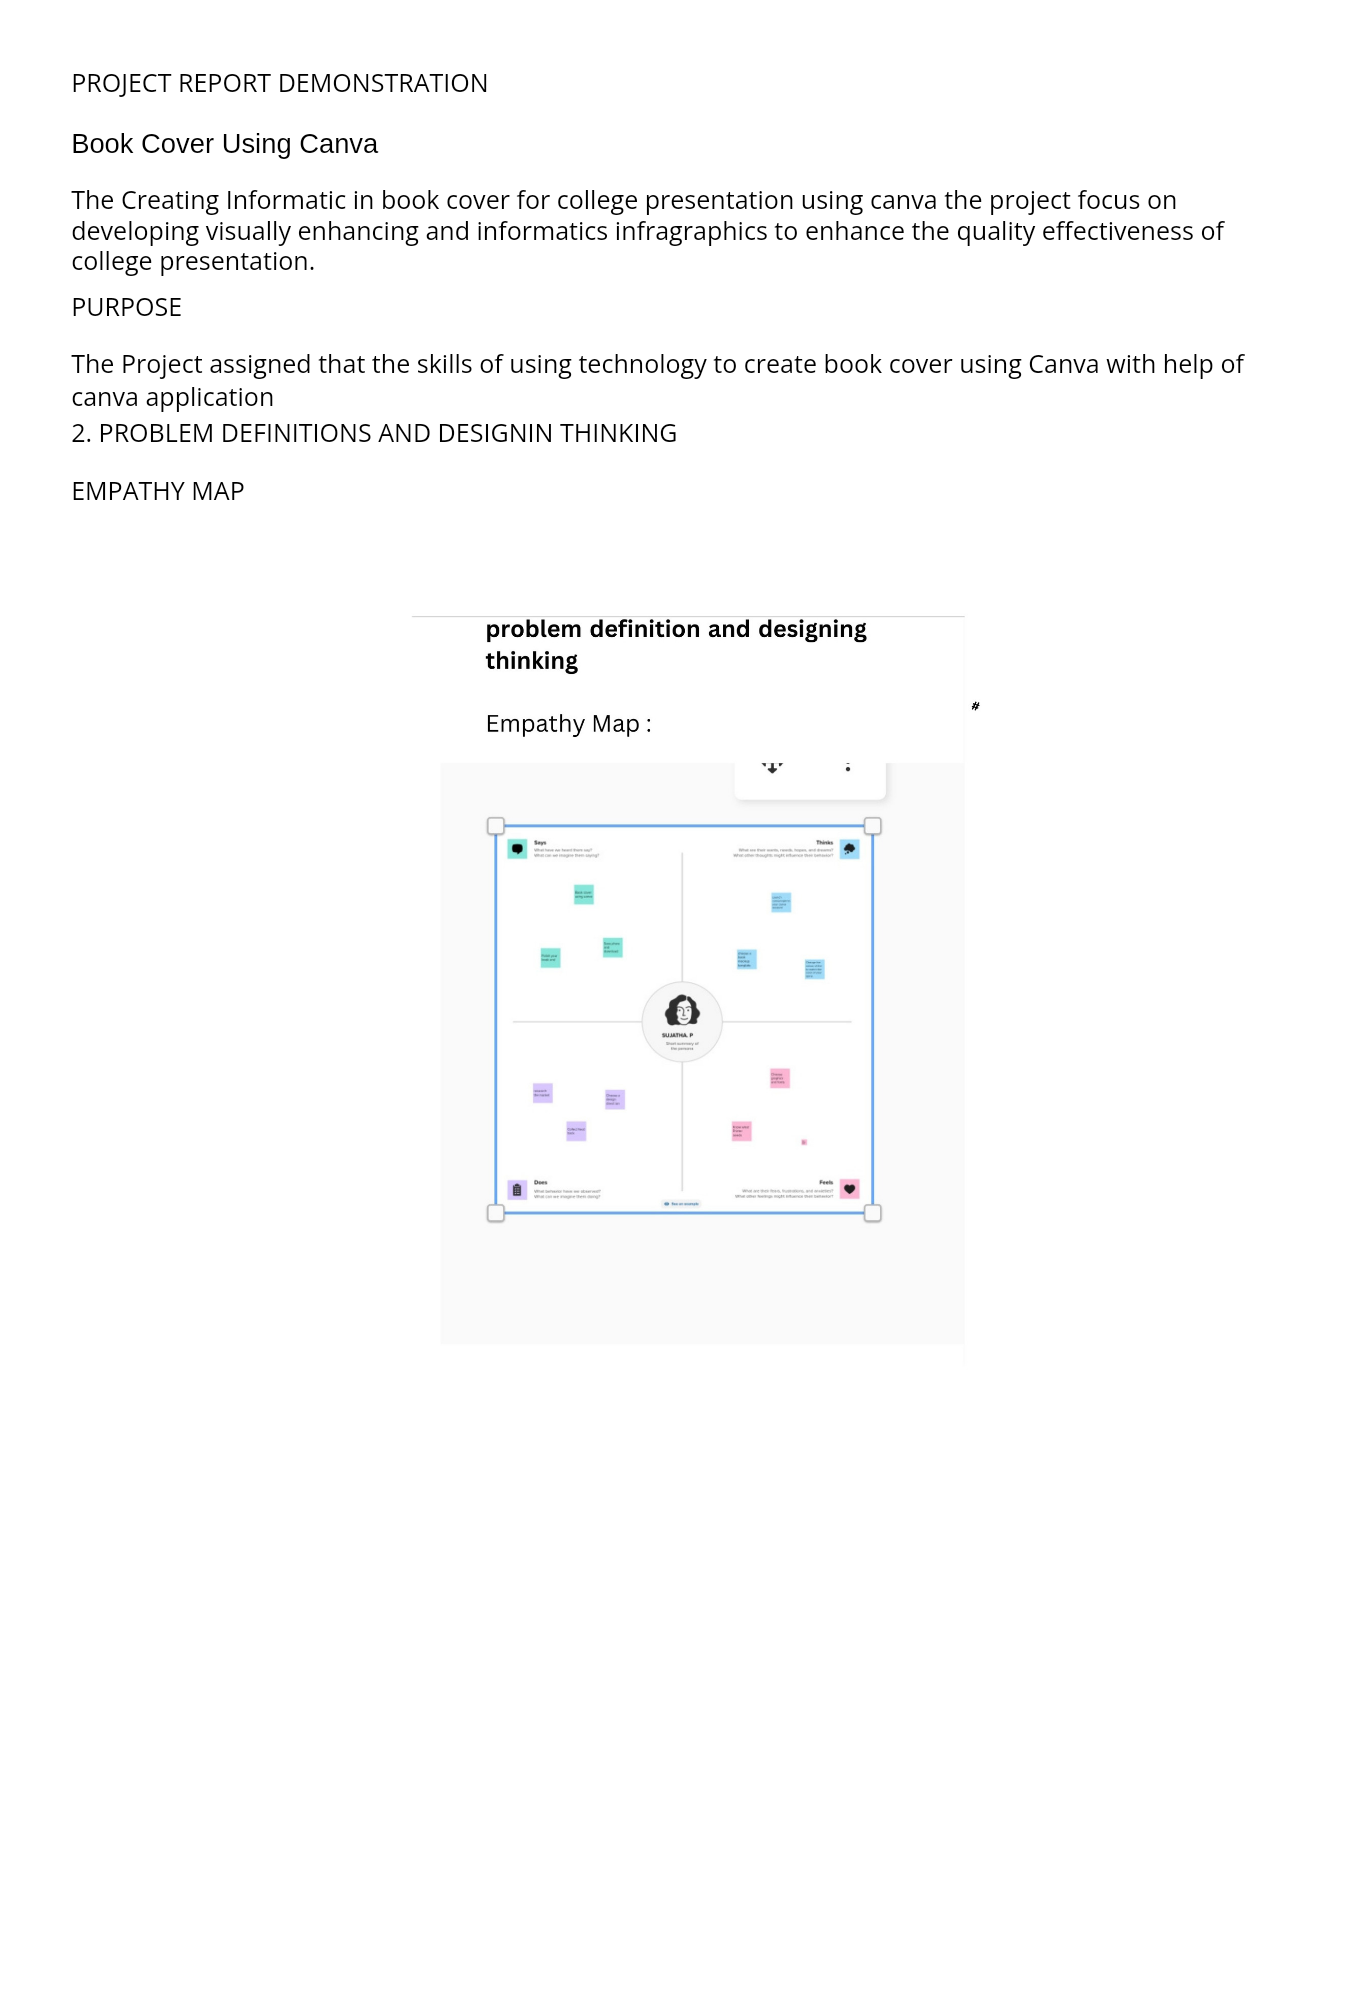 PROJECT REPORT DEMONSTRATION
Book Cover Using Canva
The Creating Informatic in book cover for college presentation using canva the project focus on
developing visually enhancing and informatics infragraphics to enhance the quality effectiveness of
college presentation.
PURPOSE
The Project assigned that the skills of using technology to create book cover using Canva with help of
canva application
2. PROBLEM DEFINITIONS AND DESIGNIN THINKING
EMPATHY MAP
problem definition and designing
thinking
#
Empathy Map :
Says
What have we heard them say?
What can we imagine them saying?
Thinks
What are their wants, needs, hopes, and dreams?
What other thoughts might influence their behavior?
SUJATHA. P
Short summary of
the persona
Does
What behavior have we observed?
What can we imagine them doing?
Feels
What are their fears, frustrations, and anxieties?
What other feelings might influence their behavior?
See an example